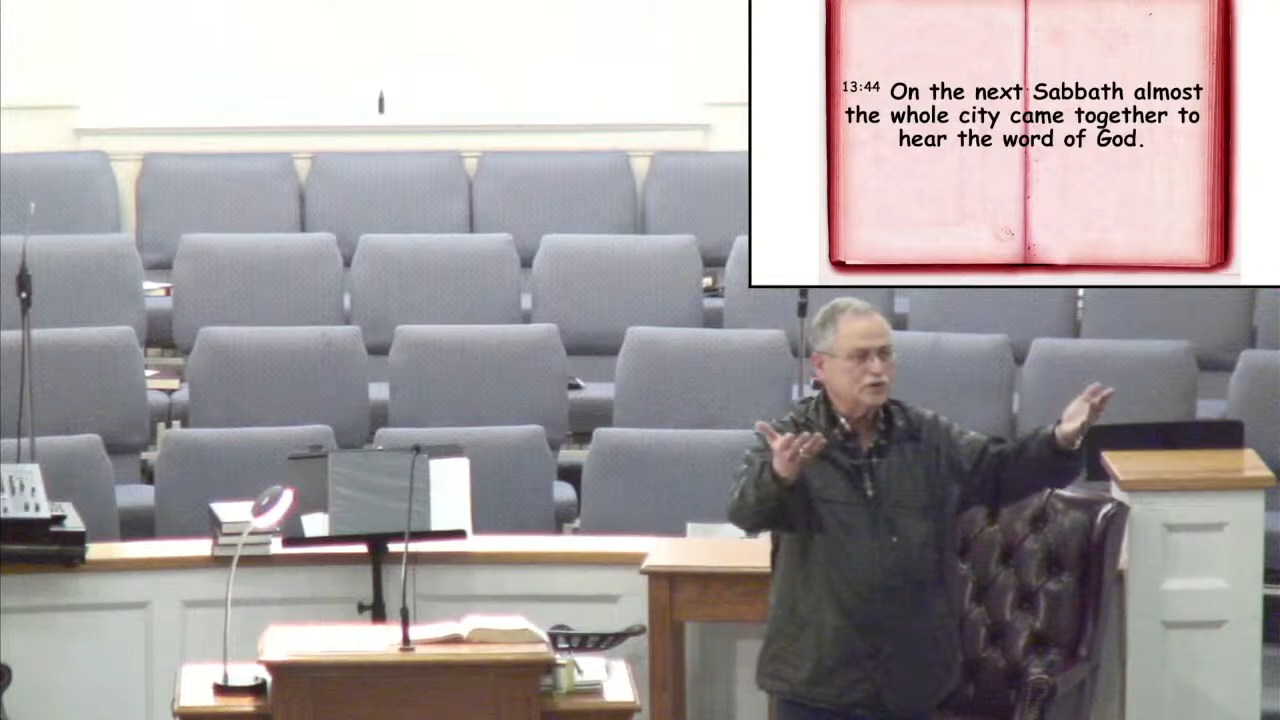 13:44 On the next Sabbath almost
the whole city came together to
hear the word of God.